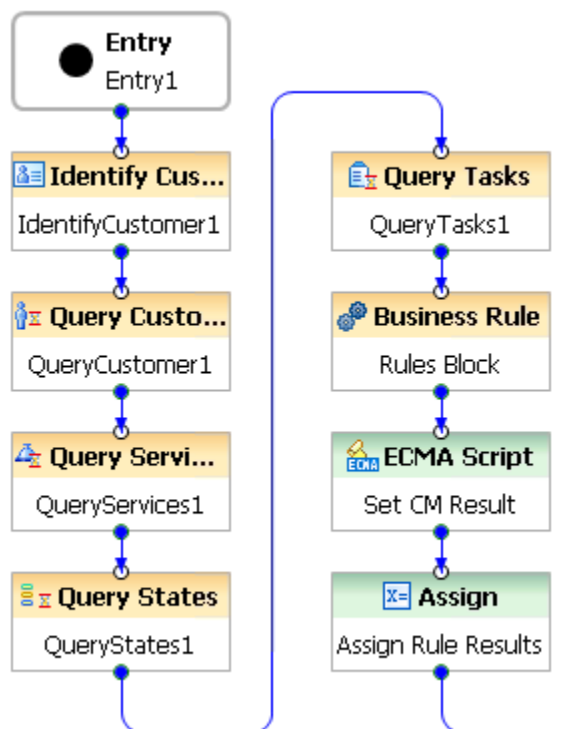 Entry
Entry1
Identify Cus...
IdentifyCustomer1
Query Custo...
QueryCustomer1
Query Servi...
QueryServices1
Query States
QueryStates1
Query Tasks
QueryTasks1
Business Rule
Rules Block
ECMA
ECMA Script
Set CM Result
X=
Assign
Assign Rule Results